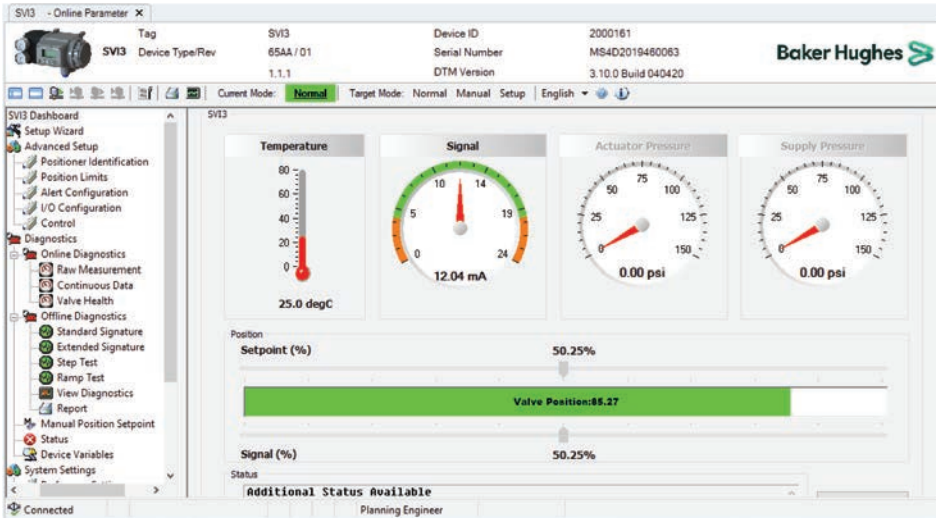 SVI3 - Online Parameter X
Tag SVI3 Device ID 2000161
SVI3 Device Type/Rev 65AA / 01 Serial Number MS4D2019460063
1.1.1 DTM Version 3.10.0 Build 040420
Baker Hughes
Current Mode: Normal Target Mode: Normal Manual Setup English
SVI3 Dashboard
Setup Wizard
Advanced Setup
Positioner Identification
Position Limits
Alert Configuration
I/O Configuration
Control
Diagnostics
Online Diagnostics
Raw Measurement
Continuous Data
Valve Health
Offline Diagnostics
Standard Signature
Extended Signature
Step Test
Ramp Test
View Diagnostics
Report
Manual Position Setpoint
Status
Device Variables
System Settings
SVI3
Temperature
80
60
40
20
0
25.0 degC
Signal
0 5 10 14 19 24
12.04 mA
Actuator Pressure
0 25 50 75 100 125 150
0.00 psi
Supply Pressure
0 25 50 75 100 125 150
0.00 psi
Position
Setpoint (%) 50.25%
Valve Position:85.27
Signal (%) 50.25%
Status
Additional Status Available
Connected Planning Engineer